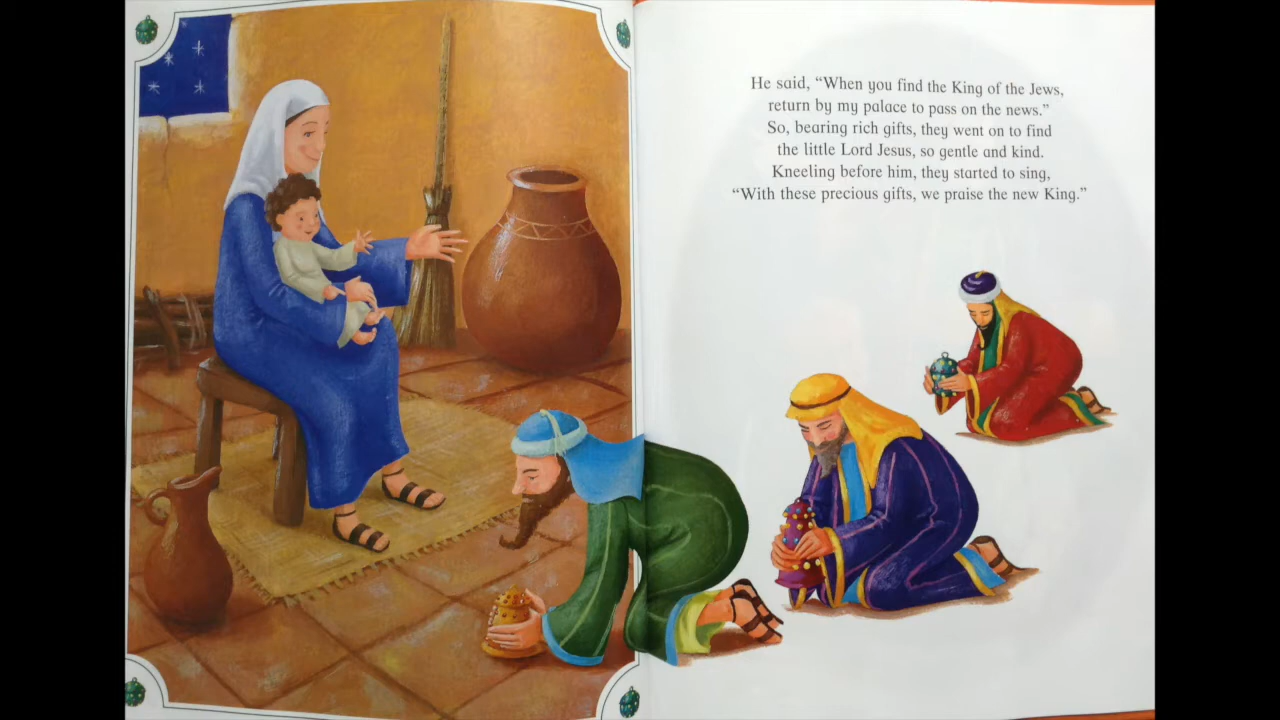 He said, “When you find the King of the Jews,
return by my palace to pass on the news.”
So, bearing rich gifts, they went on to find
the little Lord Jesus, so gentle and kind.
Kneeling before him, they started to sing,
“With these precious gifts, we praise the new King.”